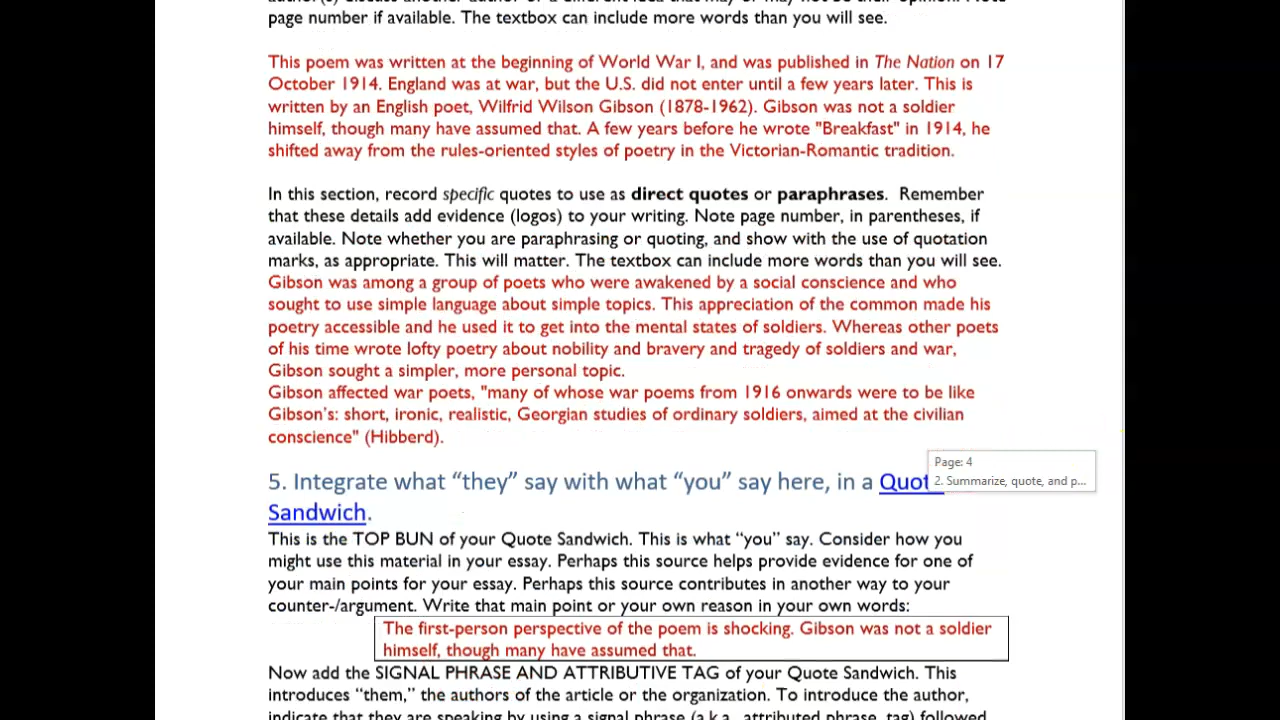 page number if available. The textbox can include more words than you will see.
This poem was written at the beginning of World War I, and was published in The Nation on 17
October 1914. England was at war, but the U.S. did not enter until a few years later. This is
written by an English poet, Wilfrid Wilson Gibson (1878-1962). Gibson was not a soldier
himself, though many have assumed that. A few years before he wrote "Breakfast" in 1914, he
shifted away from the rules-oriented styles of poetry in the Victorian-Romantic tradition.
In this section, record specific quotes to use as direct quotes or paraphrases.  Remember
that these details add evidence (logos) to your writing. Note page number, in parentheses, if
available. Note whether you are paraphrasing or quoting, and show with the use of quotation
marks, as appropriate. This will matter. The textbox can include more words than you will see.
Gibson was among a group of poets who were awakened by a social conscience and who
sought to use simple language about simple topics. This appreciation of the common made his
poetry accessible and he used it to get into the mental states of soldiers. Whereas other poets
of his time wrote lofty poetry about nobility and bravery and tragedy of soldiers and war,
Gibson sought a simpler, more personal topic.
Gibson affected war poets, "many of whose war poems from 1916 onwards were to be like
Gibson's: short, ironic, realistic, Georgian studies of ordinary soldiers, aimed at the civilian
conscience" (Hibberd).
Page: 4
2. Summarize, quote, and p...
5. Integrate what “they” say with what “you” say here, in a Quot
Sandwich.
This is the TOP BUN of your Quote Sandwich. This is what “you” say. Consider how you
might use this material in your essay. Perhaps this source helps provide evidence for one of
your main points for your essay. Perhaps this source contributes in another way to your
counter-/argument. Write that main point or your own reason in your own words:
The first-person perspective of the poem is shocking. Gibson was not a soldier
himself, though many have assumed that.
Now add the SIGNAL PHRASE AND ATTRIBUTIVE TAG of your Quote Sandwich. This
introduces “them,” the authors of the article or the organization. To introduce the author,
indicate that they are speaking by using a signal phrase (a.k.a., attributed phrase, tag) followed